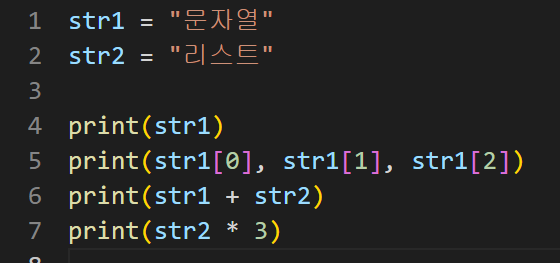 1 str1 = "문자열"
2 str2 = "리스트"
3
4 print(str1)
5 print(str1[0], str1[1], str1[2])
6 print(str1 + str2)
7 print(str2 * 3)
8